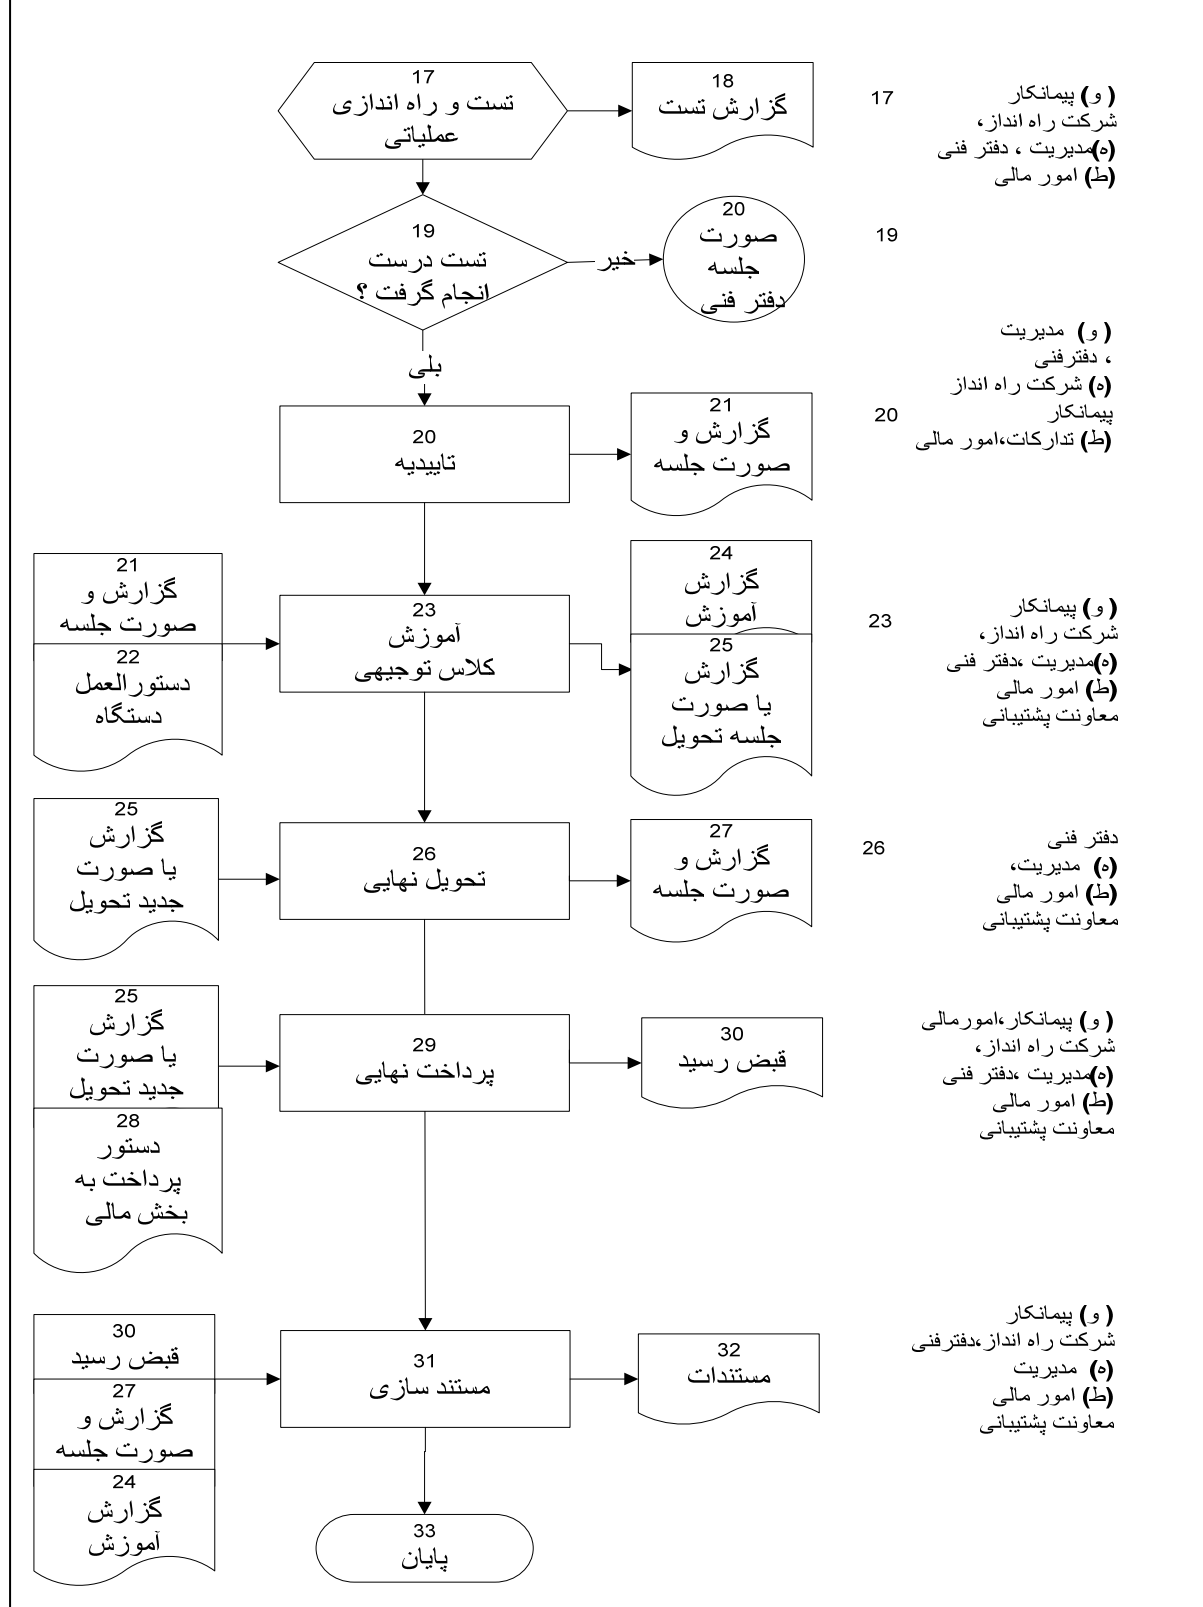 17
تست و راه اندازی
عملیاتی
18
گزارش تست
17
( و) پیمانکار
شرکت راه انداز،
(ه)مدیریت ، دفتر فنی
(ط) امور مالی
19
تست درست
انجام گرفت ؟
خیر
20
صورت
جلسه
دفتر فنی
19
بلی
20
تاییدیه
21
گزارش و
صورت جلسه
20
( و) مدیریت
، دفترفنی
(ه) شرکت راه انداز
پیمانکار
(ط) تدارکات،امور مالی
21
گزارش و
صورت جلسه
22
دستورالعمل
دستگاه
23
آموزش
کلاس توجیهی
24
گزارش
آموزش
25
گزارش
یا صورت
جلسه تحویل
23
( و) پیمانکار
شرکت راه انداز،
(ه)مدیریت ،دفتر فنی
(ط) امور مالی
معاونت پشتیبانی
25
گزارش
یا صورت
جدید تحویل
26
تحویل نهایی
27
گزارش و
صورت جلسه
26
دفتر فنی
(ه) مدیریت،
(ط) امور مالی
معاونت پشتیبانی
25
گزارش
یا صورت
جدید تحویل
28
دستور
پرداخت به
بخش مالی
29
پرداخت نهایی
30
قبض رسید
( و) پیمانکار،امورمالی
شرکت راه انداز،
(ه)مدیریت ،دفتر فنی
(ط) امور مالی
معاونت پشتیبانی
30
قبض رسید
27
گزارش و
صورت جلسه
24
گزارش
آموزش
31
مستند سازی
32
مستندات
( و) پیمانکار
شرکت راه انداز،دفترفنی
(ه) مدیریت
(ط) امور مالی
معاونت پشتیبانی
33
پایان